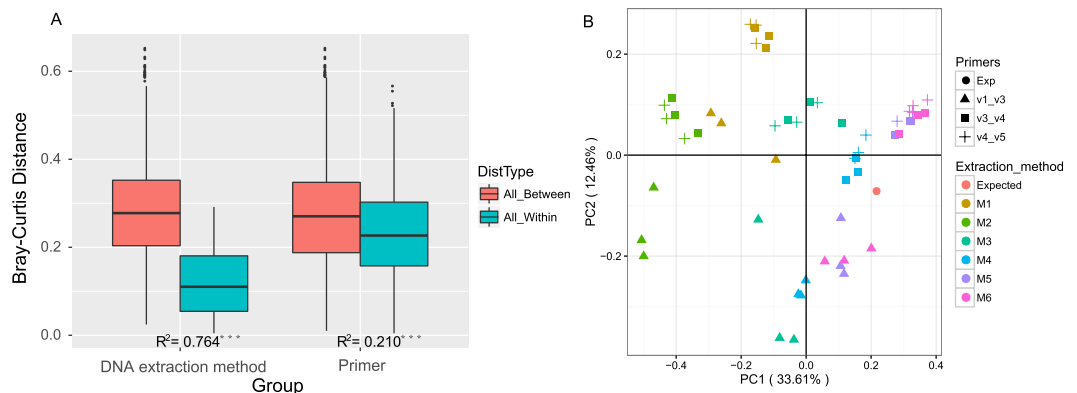 A
Bray-Curtis Distance
0.6
0.4
0.2
0.0
R²= 0.764***
R²= 0.210***
DNA extraction method
Primer
Group
DistType
All_Between
All_Within
B
PC2 ( 12.46% )
0.2
0.0
−0.2
−0.4
−0.2
0.0
0.2
0.4
PC1 ( 33.61% )
Primers
Exp
v1_v3
v3_v4
v4_v5
Extraction_method
Expected
M1
M2
M3
M4
M5
M6